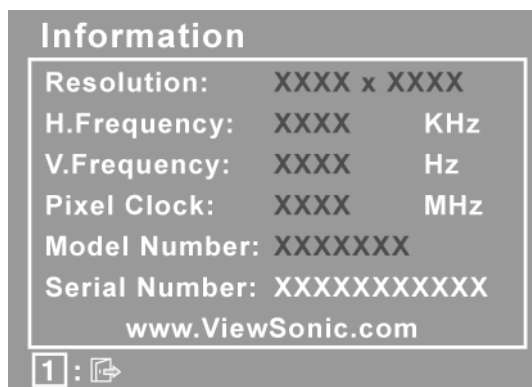 Information
Resolution: XXXX x XXXX
H.Frequency: XXXX KHz
V.Frequency: XXXX Hz
Pixel Clock: XXXX MHz
Model Number: XXXXXXX
Serial Number: XXXXXXXXXXX
www.ViewSonic.com
1 :